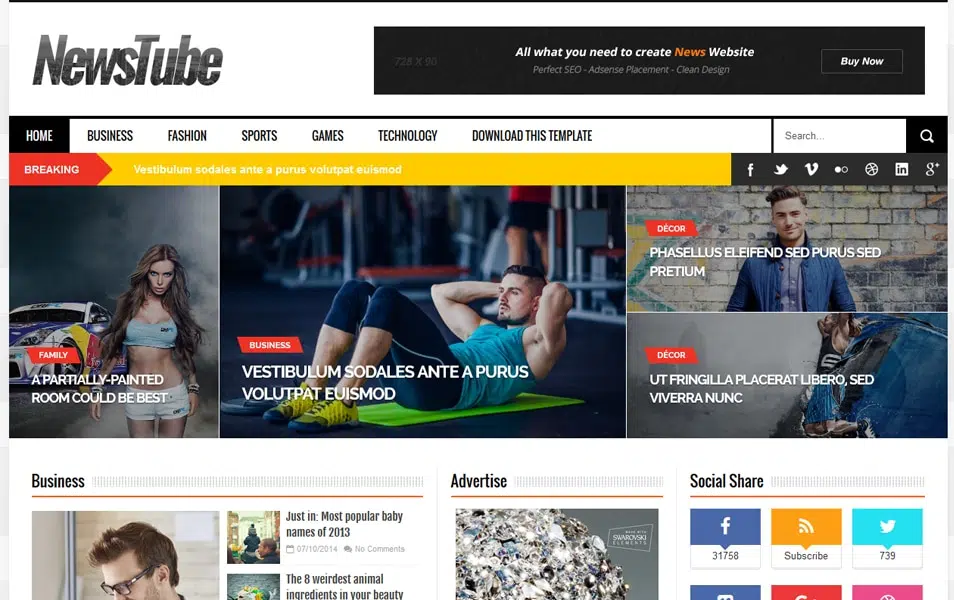 NewsTube
728 X 90
All what you need to create News Website
Perfect SEO - Adsense Placement - Clean Design
Buy Now
HOME
BUSINESS
FASHION
SPORTS
GAMES
TECHNOLOGY
DOWNLOAD THIS TEMPLATE
Search...
BREAKING
Vestibulum sodales ante a purus volutpat euismod
FAMILY
A PARTIALLY-PAINTED
ROOM COULD BE BEST
BUSINESS
VESTIBULUM SODALES ANTE A PURUS
VOLUTPAT EUISMOD
DÉCOR
PHASELLUS ELEIFEND SED PURUS SED
PRETIUM
DÉCOR
UT FRINGILLA PLACERAT LIBERO, SED
VIVERRA NUNC
Business
Just in: Most popular baby
names of 2013
07/10/2014 No Comments
The 8 weirdest animal
ingredients in your beauty
Advertise
MADE WITH
SWAROVSKI
ELEMENTS
Social Share
31758
Subscribe
739